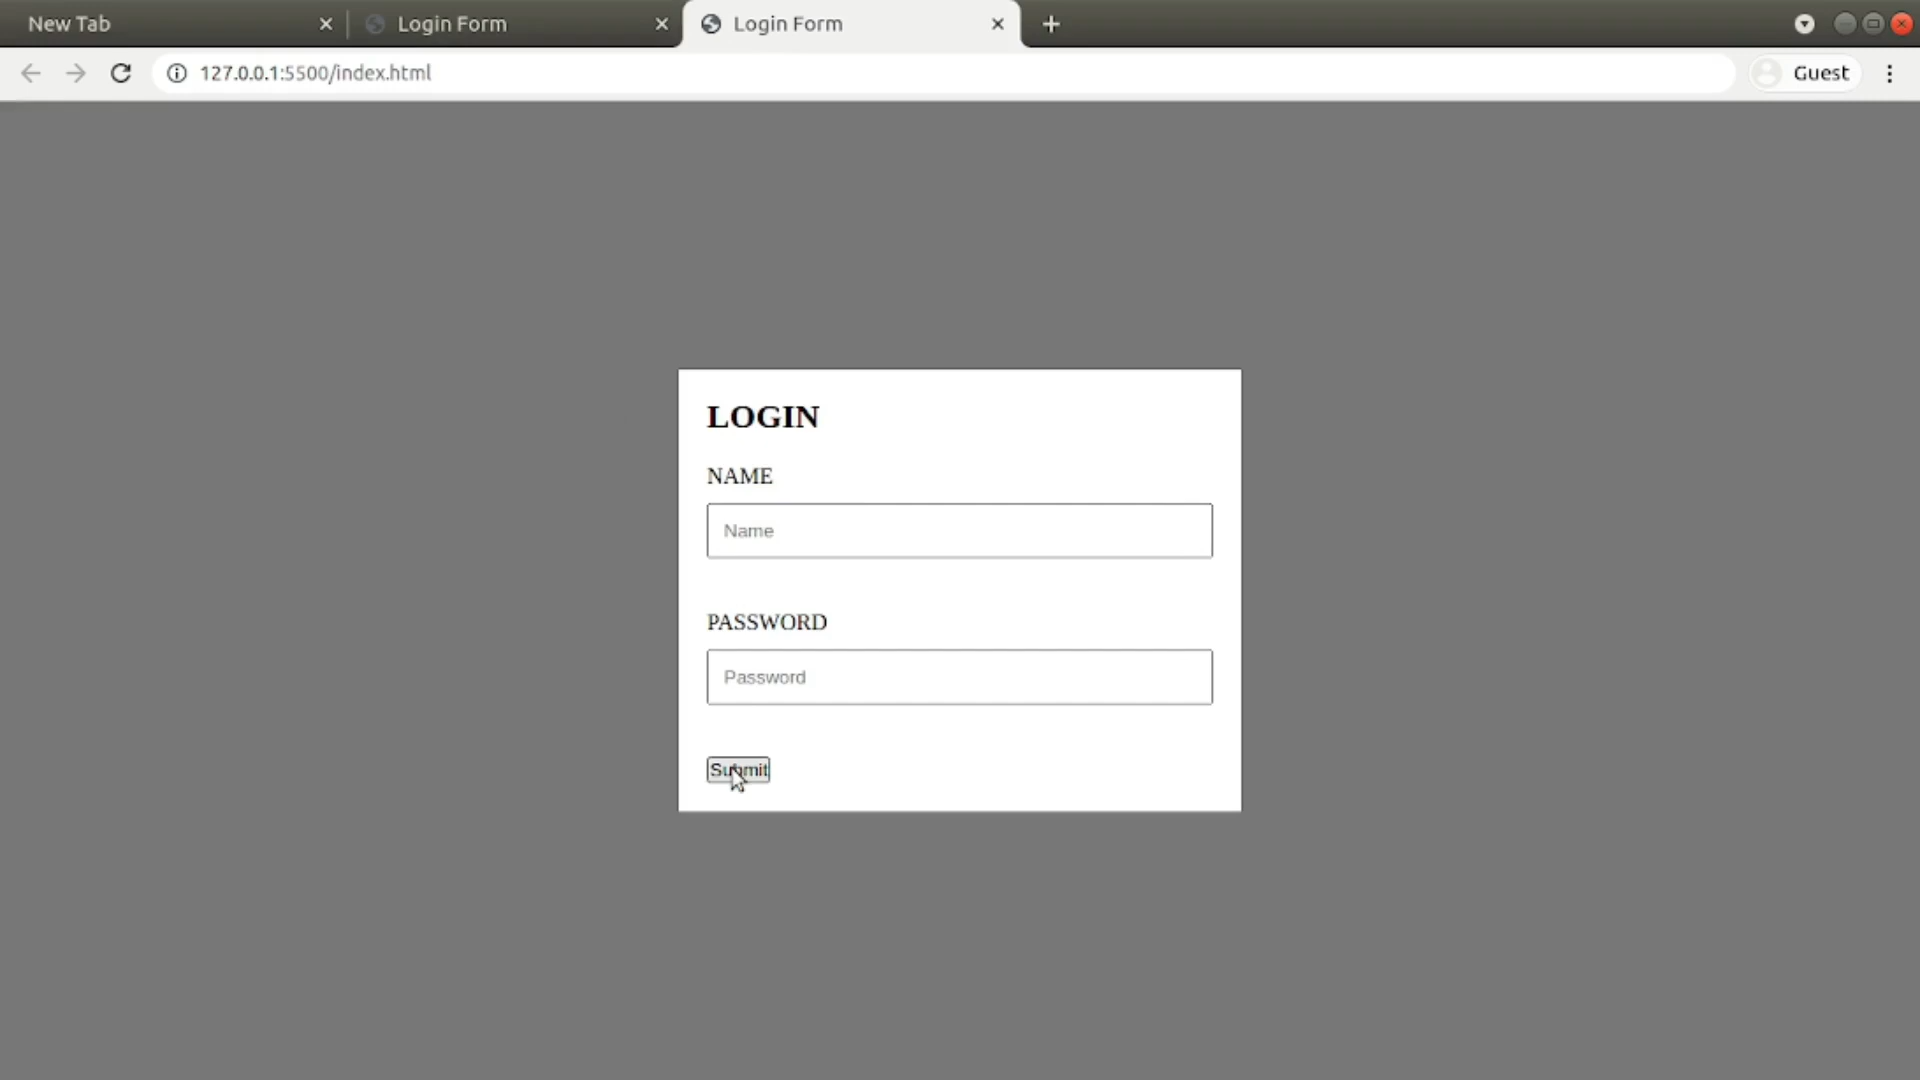 New Tab
Login Form
Login Form
127.0.0.1:5500/index.html
Guest
LOGIN
NAME
Name
PASSWORD
Password
Submit